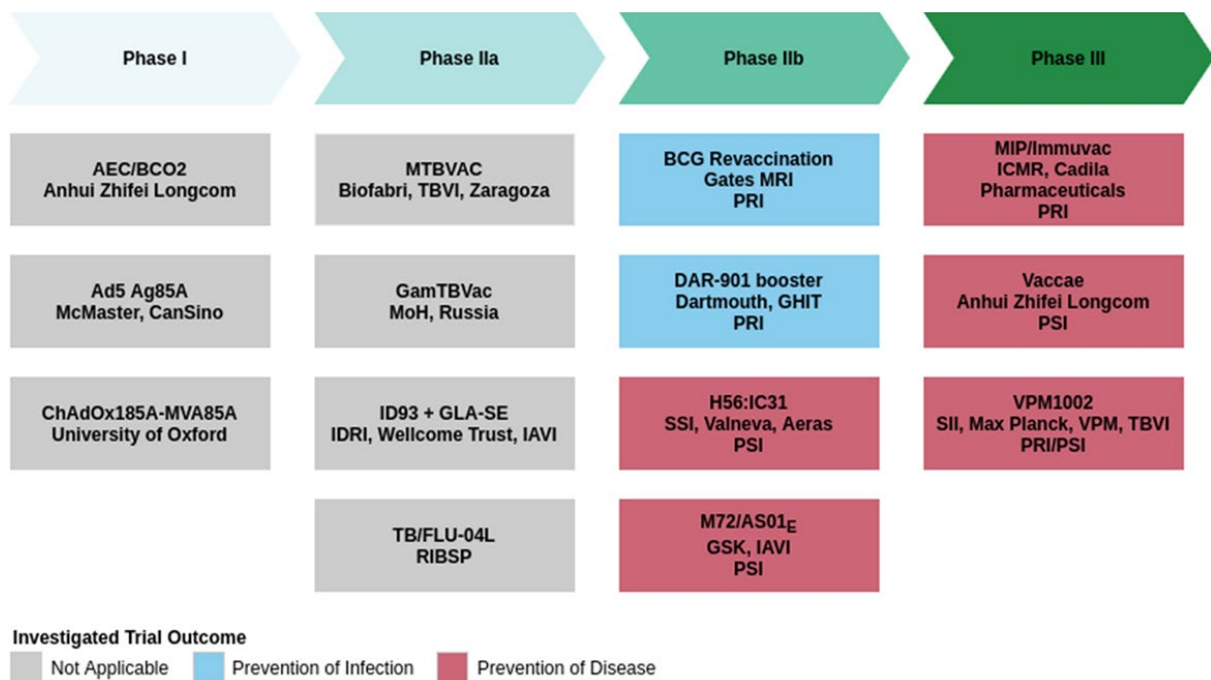 Phase I
Phase IIa
Phase IIb
Phase III
AEC/BCO2
Anhui Zhifei Longcom
MTBVAC
Biofabri, TBVI, Zaragoza
BCG Revaccination
Gates MRI
PRI
MIP/Immuvac
ICMR, Cadila
Pharmaceuticals
PRI
Ad5 Ag85A
McMaster, CanSino
GamTBVac
MoH, Russia
DAR-901 booster
Dartmouth, GHIT
PRI
Vaccae
Anhui Zhifei Longcom
PSI
ChAdOx185A-MVA85A
University of Oxford
ID93 + GLA-SE
IDRI, Wellcome Trust, IAVI
H56:IC31
SSI, Valneva, Aeras
PSI
VPM1002
SII, Max Planck, VPM, TBVI
PRI/PSI
TB/FLU-04L
RIBSP
M72/AS01E
GSK, IAVI
PSI
Investigated Trial Outcome
Not Applicable
Prevention of Infection
Prevention of Disease